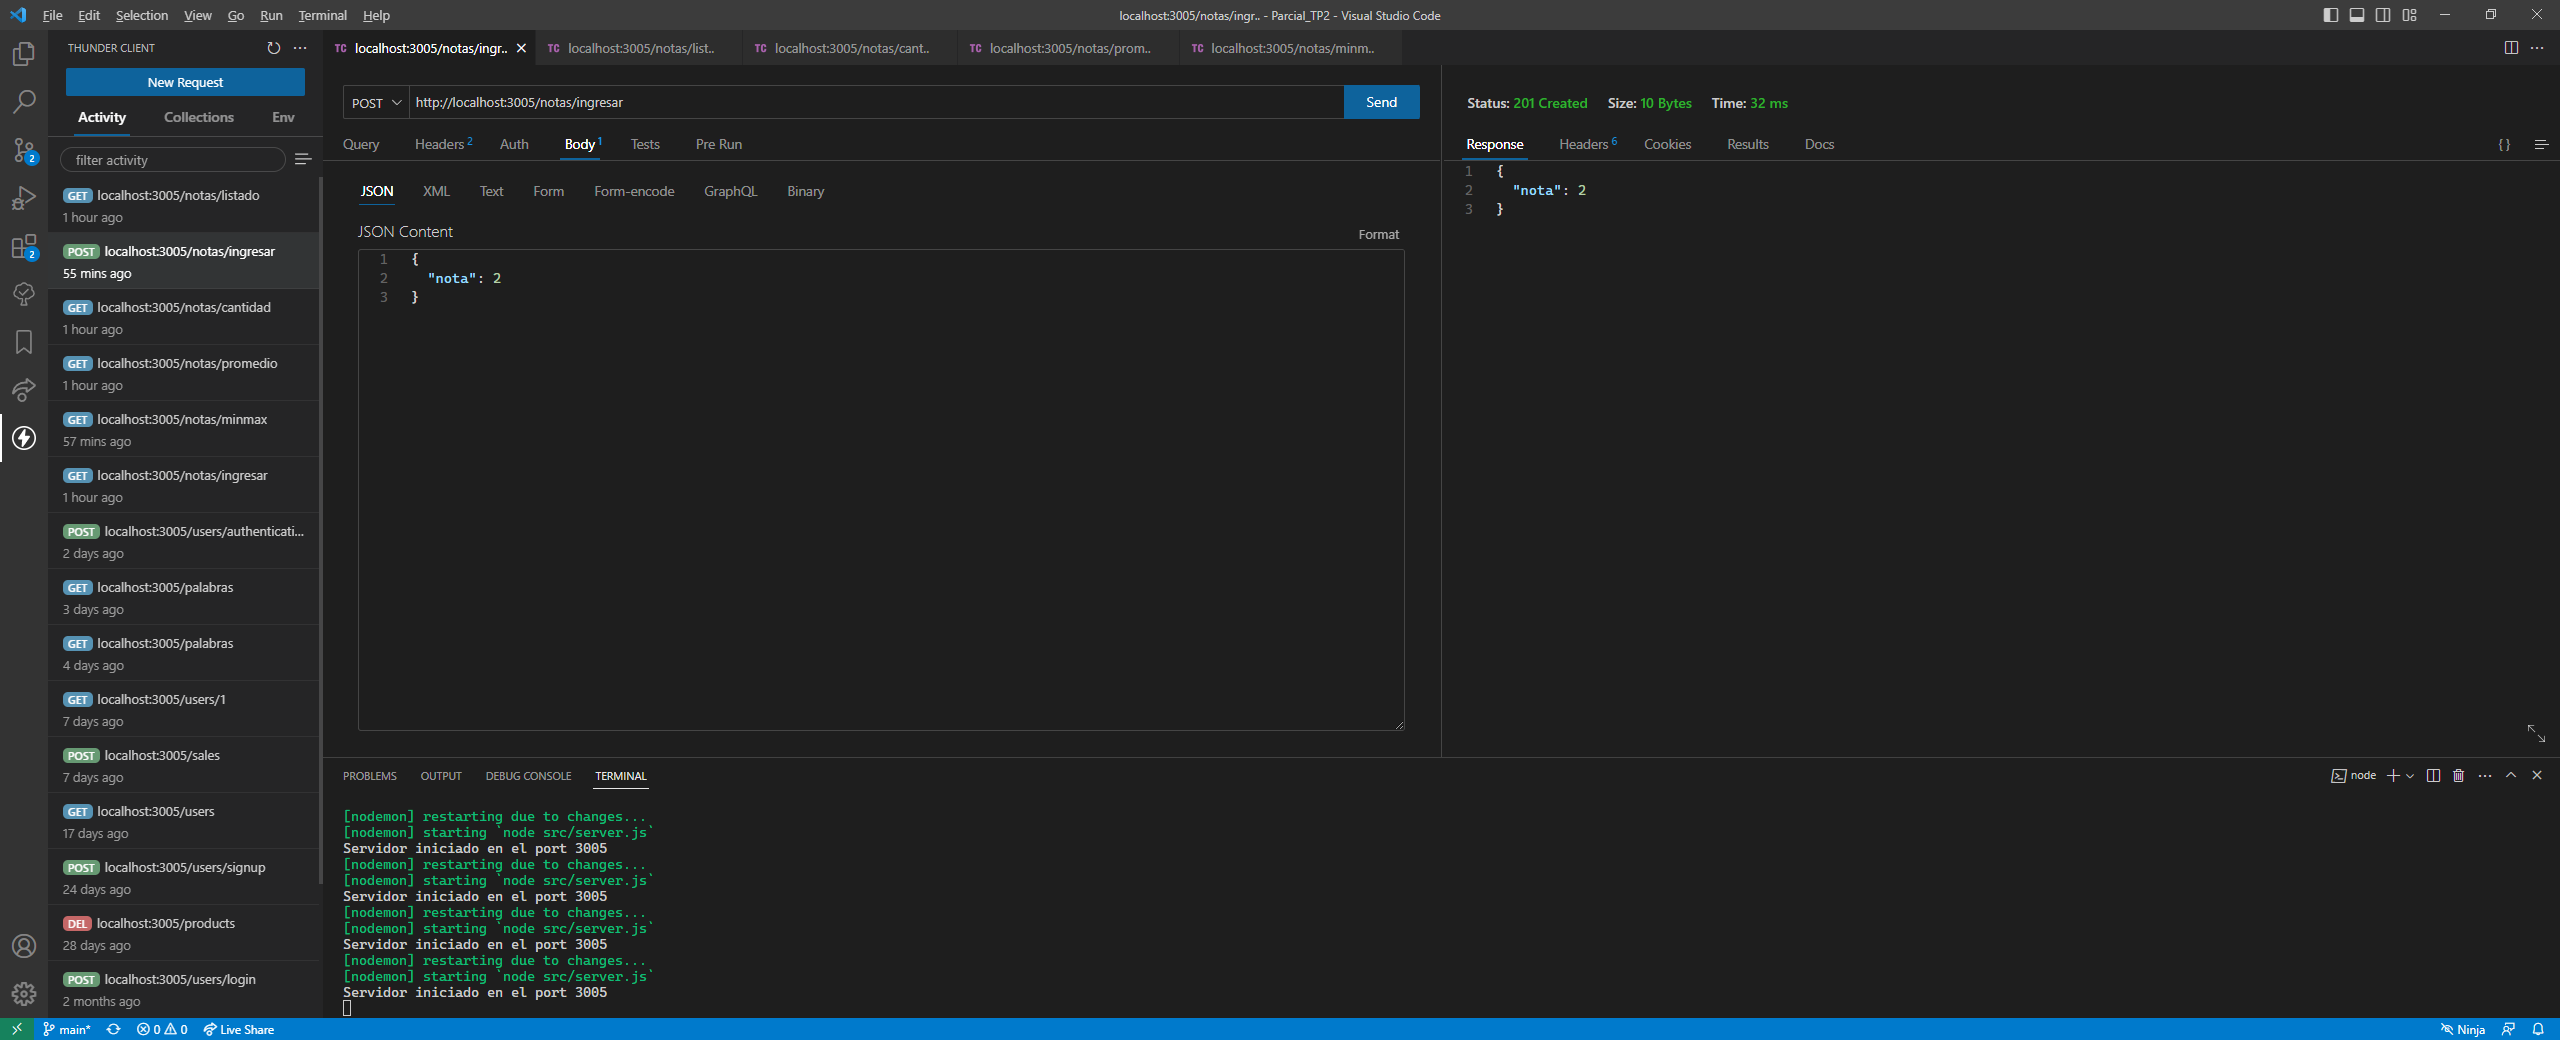 File Edit Selection View Go Run Terminal Help
localhost:3005/notas/ingr.. - Parcial_TP2 - Visual Studio Code
THUNDER CLIENT
New Request
Activity Collections Env
filter activity
GET localhost:3005/notas/listado
1 hour ago
POST localhost:3005/notas/ingresar
55 mins ago
GET localhost:3005/notas/cantidad
1 hour ago
GET localhost:3005/notas/promedio
1 hour ago
GET localhost:3005/notas/minmax
57 mins ago
GET localhost:3005/notas/ingresar
1 hour ago
POST localhost:3005/users/authenticati...
2 days ago
GET localhost:3005/palabras
3 days ago
GET localhost:3005/palabras
4 days ago
GET localhost:3005/users/1
7 days ago
POST localhost:3005/sales
7 days ago
GET localhost:3005/users
17 days ago
POST localhost:3005/users/signup
24 days ago
DEL localhost:3005/products
28 days ago
POST localhost:3005/users/login
2 months ago
2
2
TC localhost:3005/notas/ingr.. TC localhost:3005/notas/list.. TC localhost:3005/notas/cant.. TC localhost:3005/notas/prom.. TC localhost:3005/notas/minm..
POST http://localhost:3005/notas/ingresar Send
Query Headers 2 Auth Body 1 Tests Pre Run
JSON XML Text Form Form-encode GraphQL Binary
JSON Content Format
1 {
2 "nota": 2
3 }
Status: 201 Created Size: 10 Bytes Time: 32 ms
Response Headers 6 Cookies Results Docs {}
1 {
2 "nota": 2
3 }
PROBLEMS OUTPUT DEBUG CONSOLE TERMINAL node
[nodemon] restarting due to changes...
[nodemon] starting `node src/server.js`
Servidor iniciado en el port 3005
[nodemon] restarting due to changes...
[nodemon] starting `node src/server.js`
Servidor iniciado en el port 3005
[nodemon] restarting due to changes...
[nodemon] starting `node src/server.js`
Servidor iniciado en el port 3005
[nodemon] restarting due to changes...
[nodemon] starting `node src/server.js`
Servidor iniciado en el port 3005
main* 0 0 Live Share Ninja